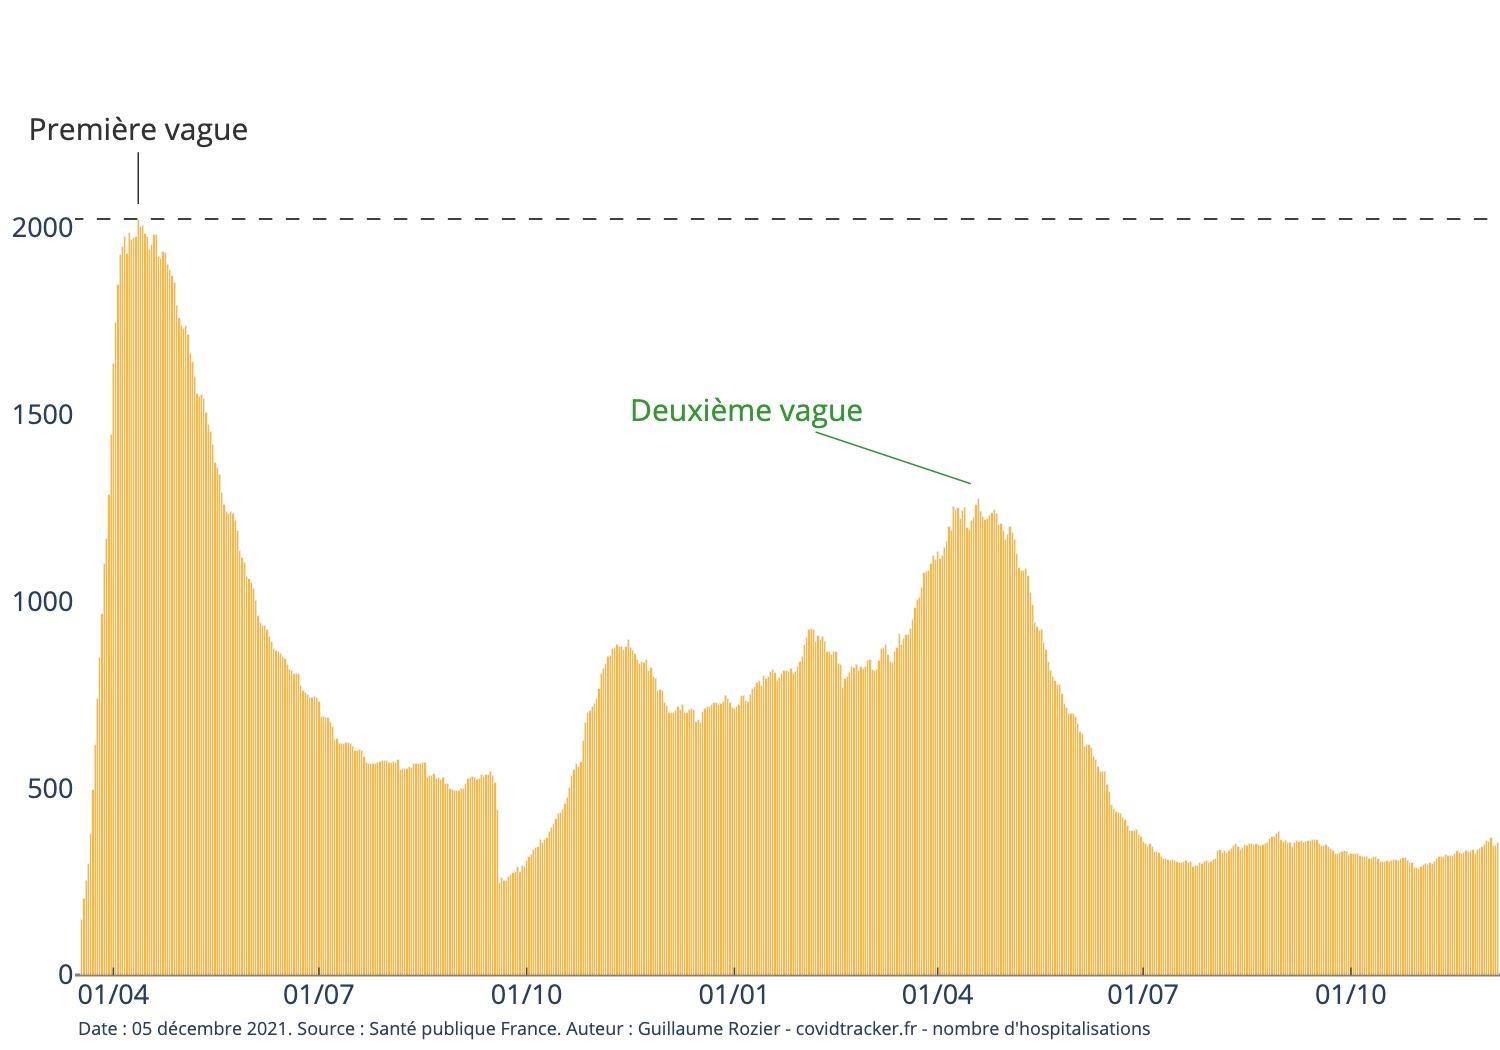 Première vague
2000
1500
Deuxième vague
1000
500
0
01/04 01/07 01/10 01/01 01/04 01/07 01/10
Date : 05 décembre 2021. Source : Santé publique France. Auteur : Guillaume Rozier - covidtracker.fr - nombre d'hospitalisations